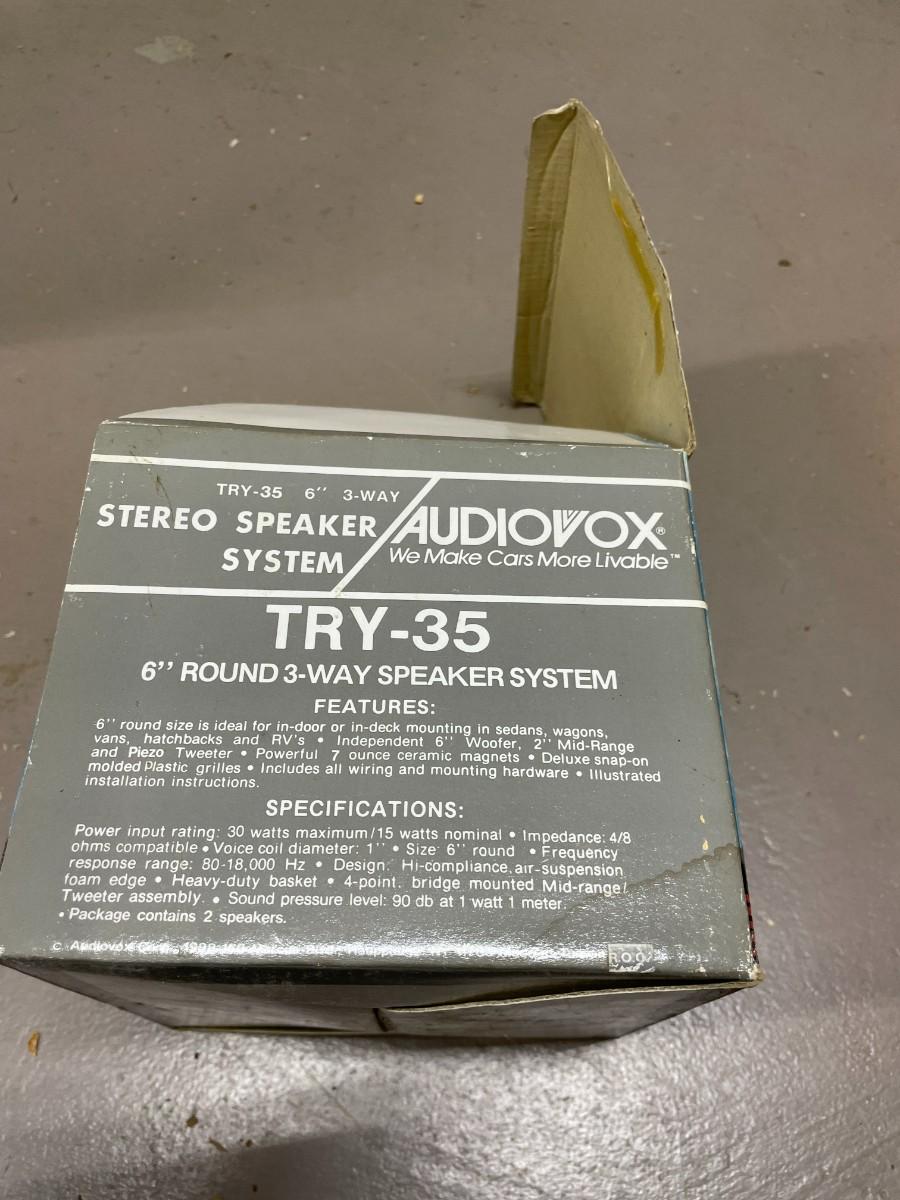 TRY-35 6'' 3-WAY
STEREO SPEAKER
SYSTEM
AUDIOVOX®
We Make Cars More Livable™
TRY-35
6'' ROUND 3-WAY SPEAKER SYSTEM
FEATURES:
6'' round size is ideal for in-door or in-deck mounting in sedans, wagons,
vans, hatchbacks and RV's • Independent 6'' Woofer, 2'' Mid-Range
and Piezo Tweeter • Powerful 7 ounce ceramic magnets • Deluxe snap-on
molded Plastic grilles • Includes all wiring and mounting hardware • Illustrated
installation instructions.
SPECIFICATIONS:
Power input rating: 30 watts maximum/15 watts nominal • Impedance: 4/8
ohms compatible • Voice coil diameter: 1'' • Size: 6'' round • Frequency
response range: 80-18,000 Hz • Design: Hi-compliance, air-suspension
foam edge • Heavy-duty basket • 4-point, bridge mounted Mid-range/
Tweeter assembly. • Sound pressure level: 90 db at 1 watt 1 meter.
• Package contains 2 speakers.
© Audiovox Corp.
R.O.O.